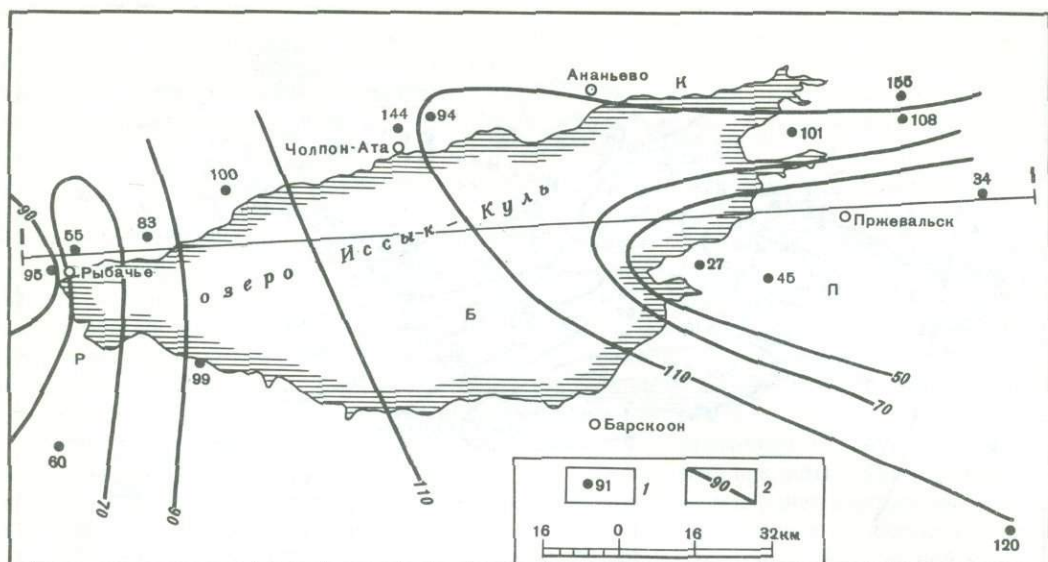 Ананьево
К
155
144
94
108
101
Чолпон-Ата
100
34
I
90
Иссык-Куль
Пржевальск
83
55
I
95
Рыбачье
озеро
27
45
П
Б
Р
99
110
50
70
Барскоон
60
91
1
90
2
70
90
110
16
0
16
32км
120